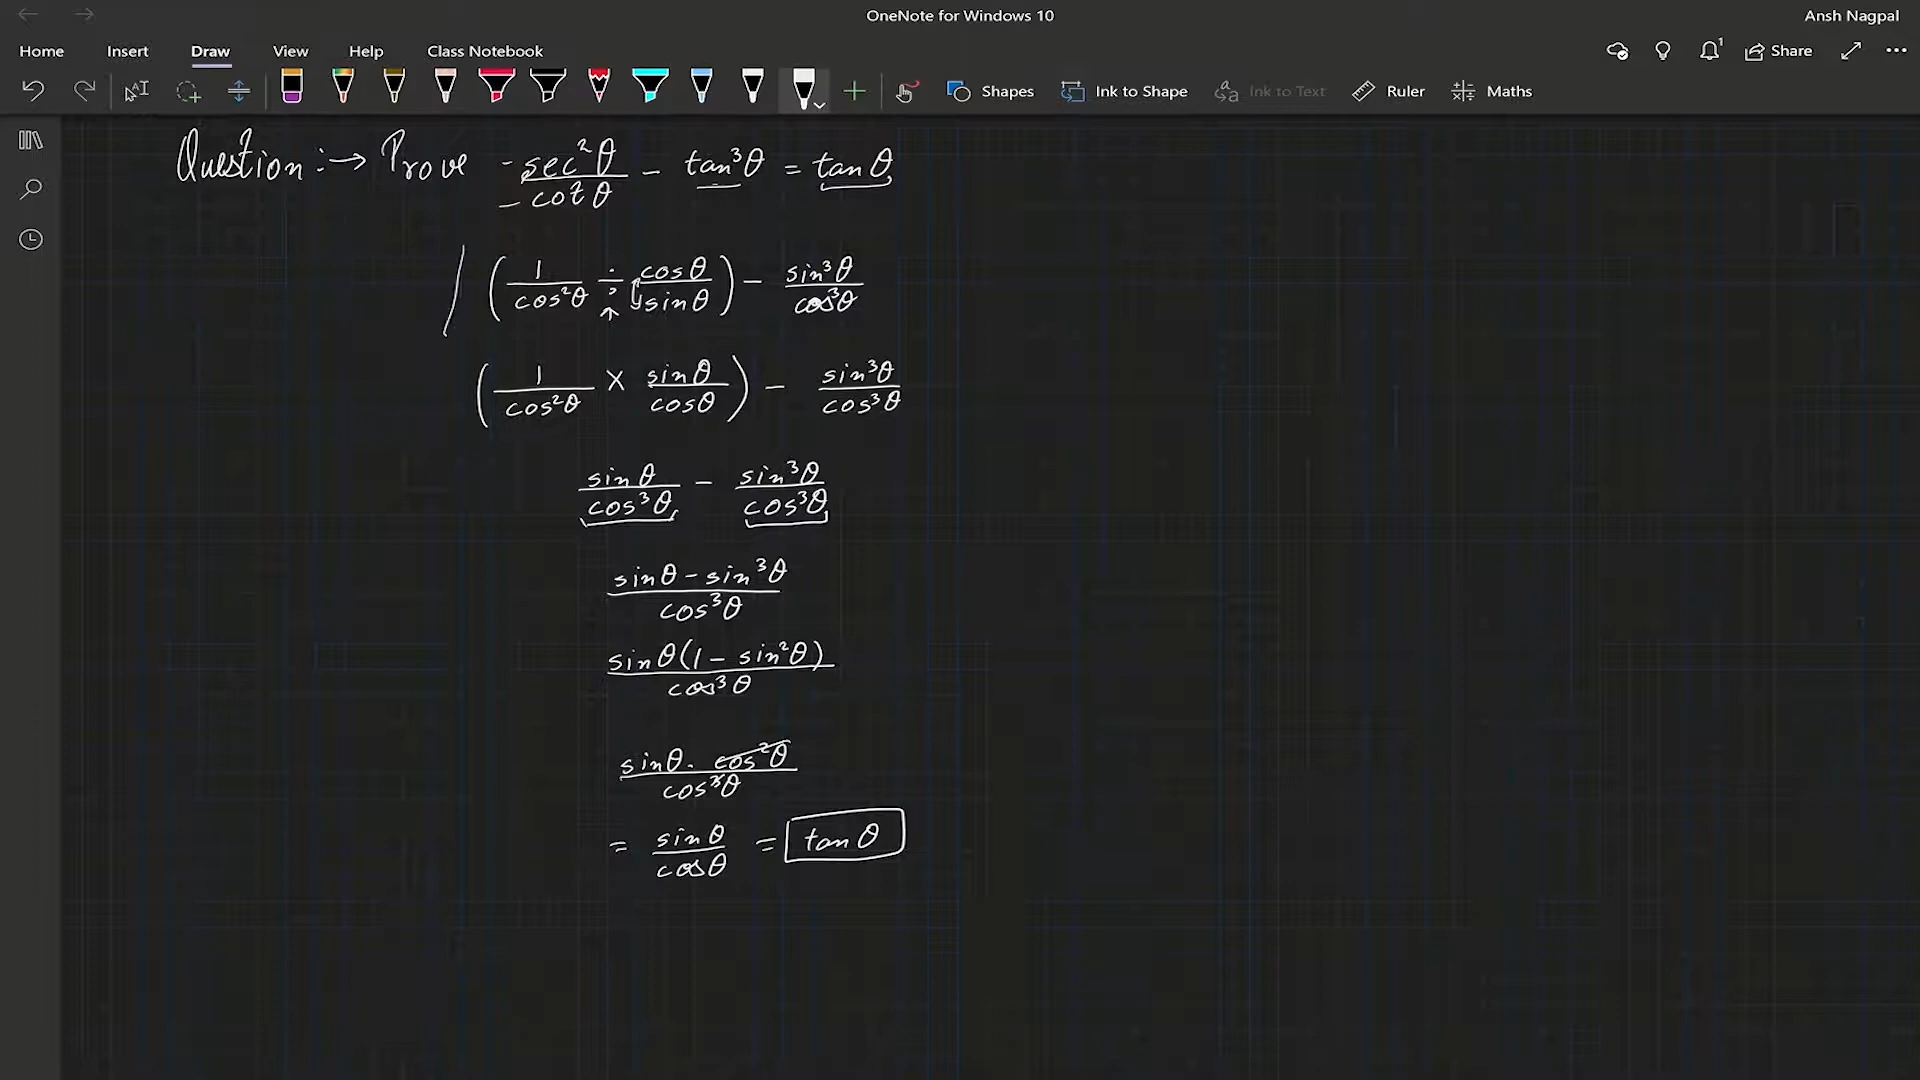 OneNote for Windows 10
Ansh Nagpal
Home Insert Draw View Help Class Notebook
1 Share
Shapes Ink to Shape Ink to Text Ruler Maths
Question :→ Prove sec²θ/cotθ − tan³θ = tanθ
(1/cos²θ ÷ cosθ/sinθ) − sin³θ/cos³θ
(1/cos²θ × sinθ/cosθ) − sin³θ/cos³θ
sinθ/cos³θ − sin³θ/cos³θ
sinθ − sin³θ/cos³θ
sinθ(1 − sin²θ)/cos³θ
sinθ. cos²θ/cos³θ
= sinθ/cosθ = tanθ